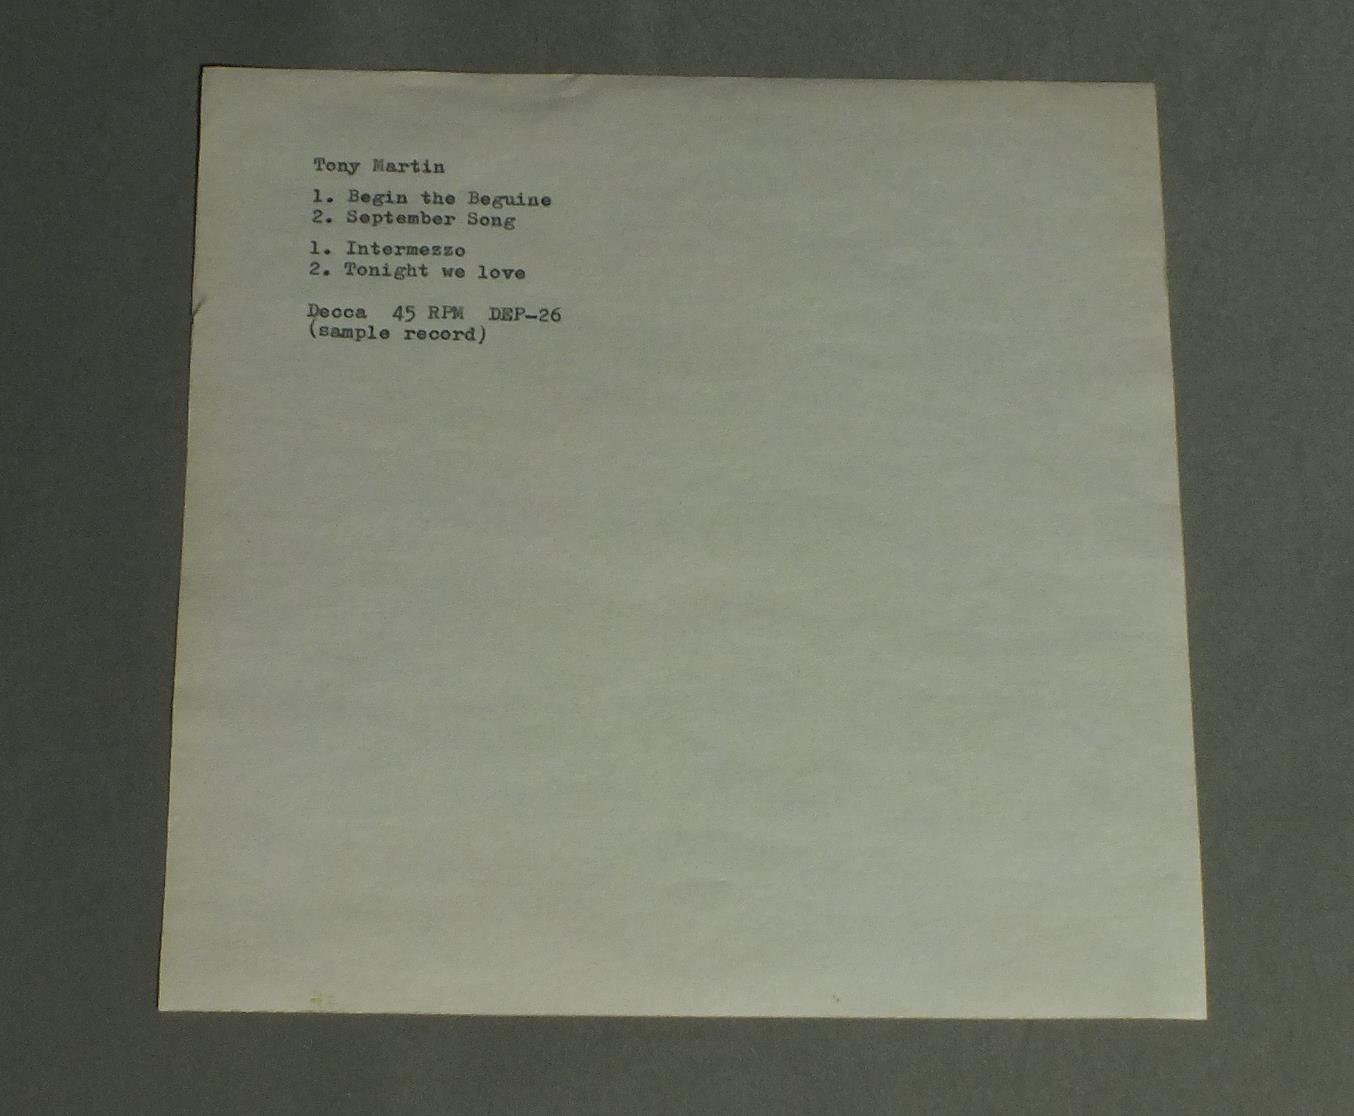 Tony Martin
1. Begin the Beguine
2. September Song
1. Intermezzo
2. Tonight we love
Decca 45 RPM DEP-26
(sample record)